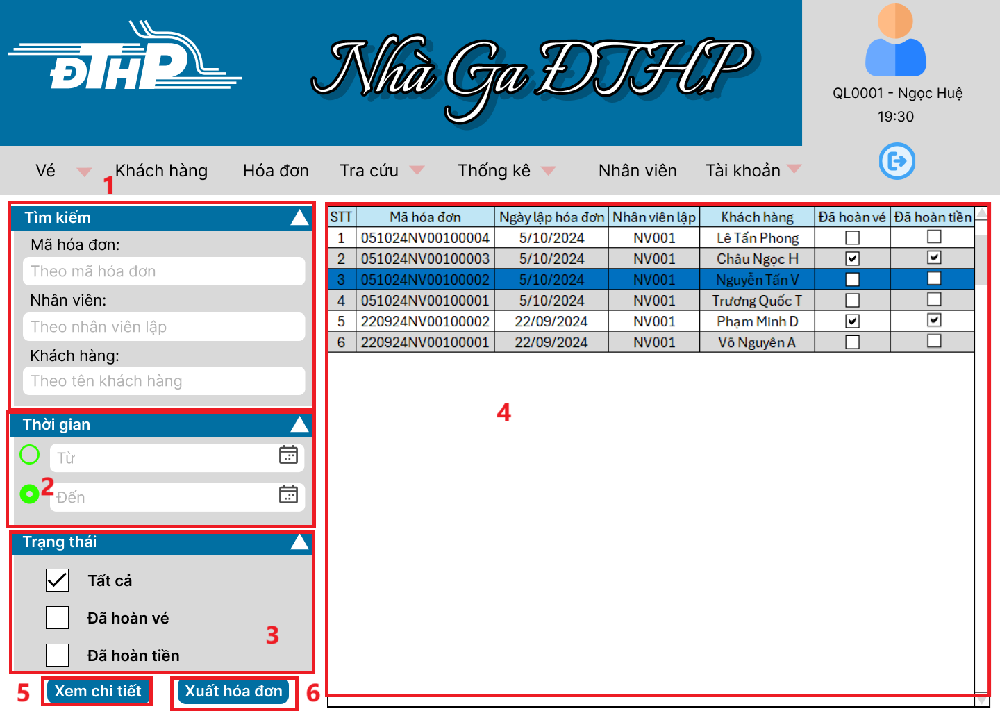 ĐTHP
Nhà Ga ĐTHP
QL0001 - Ngọc Huệ
19:30
Vé Khách hàng Hóa đơn Tra cứu Thống kê Nhân viên Tài khoản
1
Tìm kiếm
Mã hóa đơn:
Theo mã hóa đơn
Nhân viên:
Theo nhân viên lập
Khách hàng:
Theo tên khách hàng
Thời gian
Từ
2
Đến
Trạng thái
Tất cả
Đã hoàn vé
3
Đã hoàn tiền
5 Xem chi tiết Xuất hóa đơn 6
STT Mã hóa đơn Ngày lập hóa đơn Nhân viên lập Khách hàng Đã hoàn vé Đã hoàn tiền
1 051024NV00100004 5/10/2024 NV001 Lê Tấn Phong
2 051024NV00100003 5/10/2024 NV001 Châu Ngọc H
3 051024NV00100002 5/10/2024 NV001 Nguyễn Tấn V
4 051024NV00100001 5/10/2024 NV001 Trương Quốc T
5 220924NV00100002 22/09/2024 NV001 Phạm Minh D
6 220924NV00100001 22/09/2024 NV001 Võ Nguyên A
4